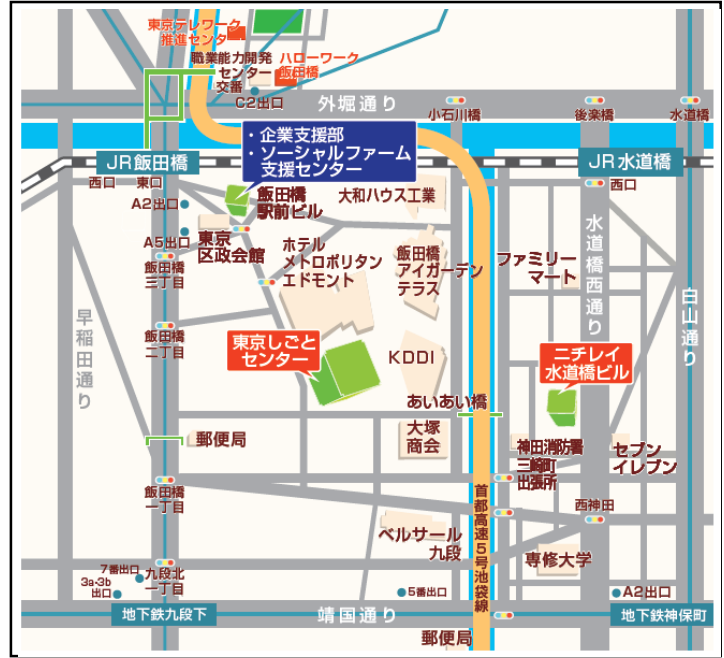 東京テレワーク
推進センター
職業能力開発
センター
ハローワーク
飯田橋
交番
C2出口
外堀通り
小石川橋
後楽橋
水道橋
・企業支援部
・ソーシャルファーム
支援センター
JR飯田橋
JR水道橋
西口
東口
西口
A2出口
飯田橋
駅前ビル
大和ハウス工業
A5出口
東京
区政会館
ホテル
メトロポリタン
エドモント
飯田橋
アイガーデン
テラス
ファミリー
マート
水道橋西通り
白山通り
飯田橋
三丁目
早稲田通り
飯田橋
二丁目
東京しごと
センター
KDDI
ニチレイ
水道橋ビル
あいあい橋
郵便局
大塚
商会
神田消防署
三崎町
出張所
セブン
イレブン
飯田橋
一丁目
首都高速5号池袋線
西神田
ベルサール
九段
専修大学
7番出口
3a-3b
出口
九段北
一丁目
5番出口
A2出口
地下鉄九段下
靖国通り
地下鉄神保町
郵便局